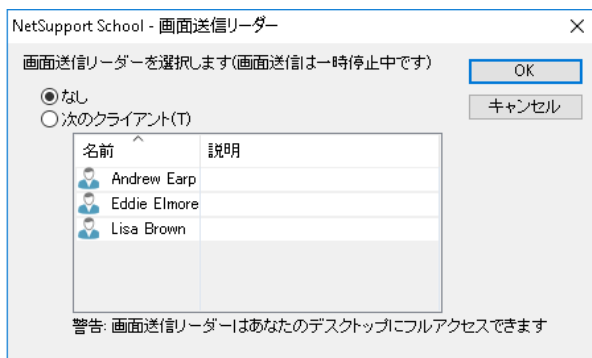 NetSupport School - 画面送信リーダー
画面送信リーダーを選択します(画面送信は一時停止中です)
OK
キャンセル
なし
次のクライアント(T)
名前 説明
Andrew Earp
Eddie Elmore
Lisa Brown
警告: 画面送信リーダーはあなたのデスクトップにフルアクセスできます